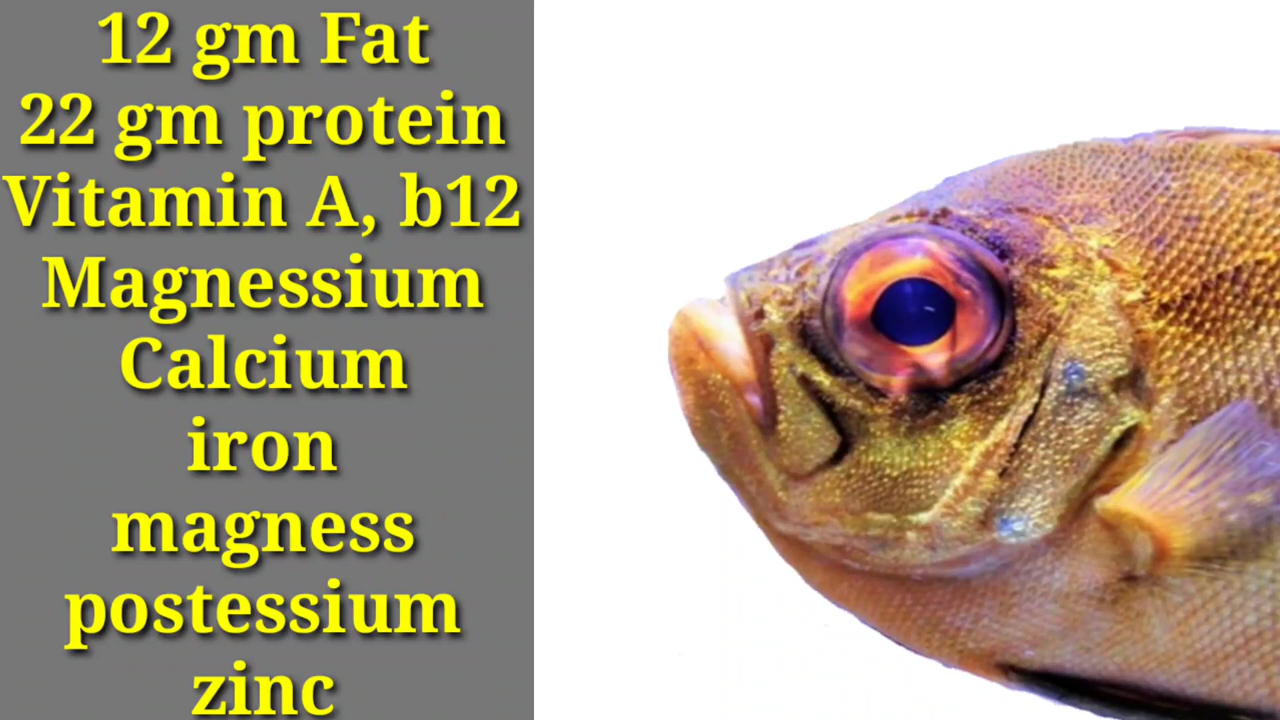 12 gm Fat
22 gm protein
Vitamin A, b12
Magnessium
Calcium
iron
magness
postessium
zinc